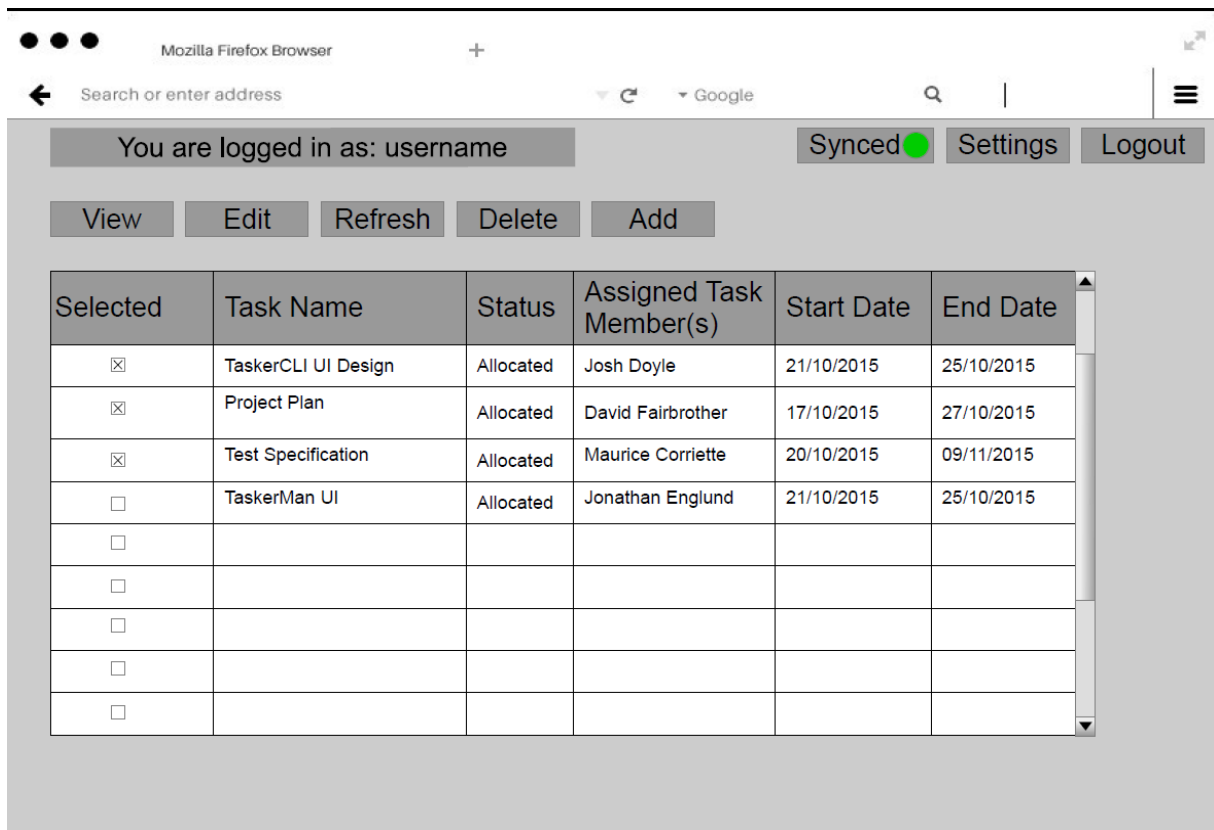 Mozilla Firefox Browser +
Search or enter address Google
You are logged in as: username Synced Settings Logout
View Edit Refresh Delete Add
Selected Task Name Status Assigned Task Member(s) Start Date End Date
TaskerCLI UI Design Allocated Josh Doyle 21/10/2015 25/10/2015
Project Plan Allocated David Fairbrother 17/10/2015 27/10/2015
Test Specification Allocated Maurice Corriette 20/10/2015 09/11/2015
TaskerMan UI Allocated Jonathan Englund 21/10/2015 25/10/2015